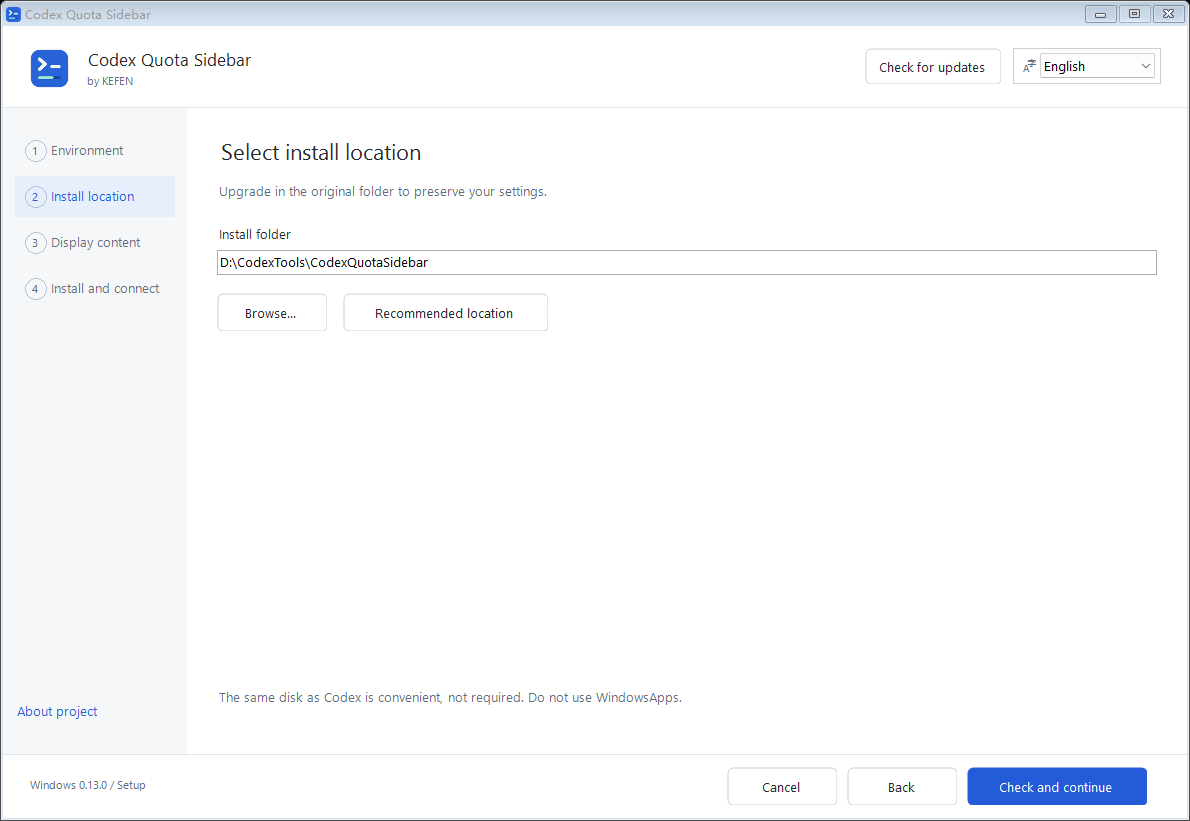 Codex Quota Sidebar
Codex Quota Sidebar
by KEFEN
Check for updates
English
1 Environment
2 Install location
3 Display content
4 Install and connect
About project
Select install location
Upgrade in the original folder to preserve your settings.
Install folder
D:\CodexTools\CodexQuotaSidebar
Browse...
Recommended location
The same disk as Codex is convenient, not required. Do not use WindowsApps.
Windows 0.13.0 / Setup
Cancel
Back
Check and continue